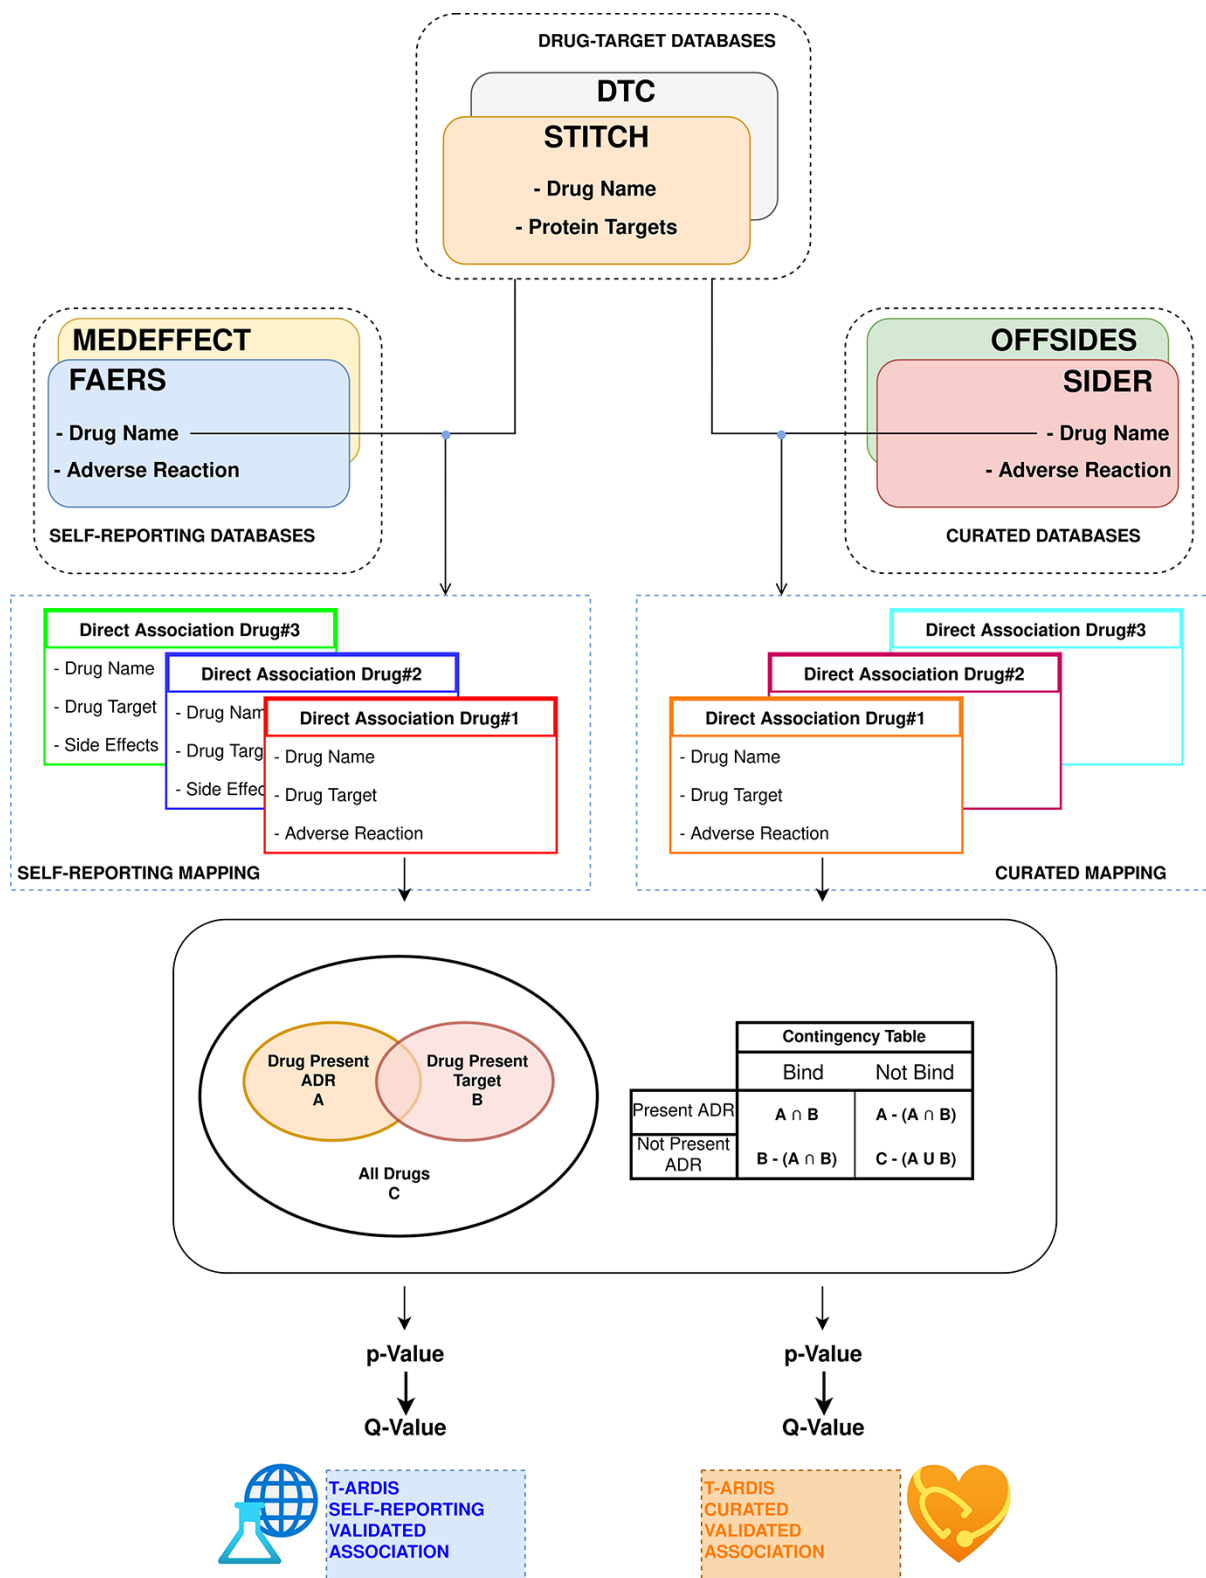 DRUG-TARGET DATABASES
DTC
STITCH
- Drug Name
- Protein Targets
MEDEFFECT
FAERS
- Drug Name
- Adverse Reaction
SELF-REPORTING DATABASES
OFFSIDES
SIDER
- Drug Name
- Adverse Reaction
CURATED DATABASES
Direct Association Drug#3
- Drug Name
- Drug Target
- Side Effects
Direct Association Drug#2
- Drug Nam
- Drug Targ
- Side Effec
Direct Association Drug#1
- Drug Name
- Drug Target
- Adverse Reaction
SELF-REPORTING MAPPING
Direct Association Drug#3
Direct Association Drug#2
Direct Association Drug#1
- Drug Name
- Drug Target
- Adverse Reaction
CURATED MAPPING
Drug Present
ADR
A
Drug Present
Target
B
All Drugs
C
Contingency Table
Bind Not Bind
Present ADR A ∩ B A - (A ∩ B)
Not Present
ADR B - (A ∩ B) C - (A U B)
p-Value
Q-Value
p-Value
Q-Value
T-ARDIS
SELF-REPORTING
VALIDATED
ASSOCIATION
T-ARDIS
CURATED
VALIDATED
ASSOCIATION